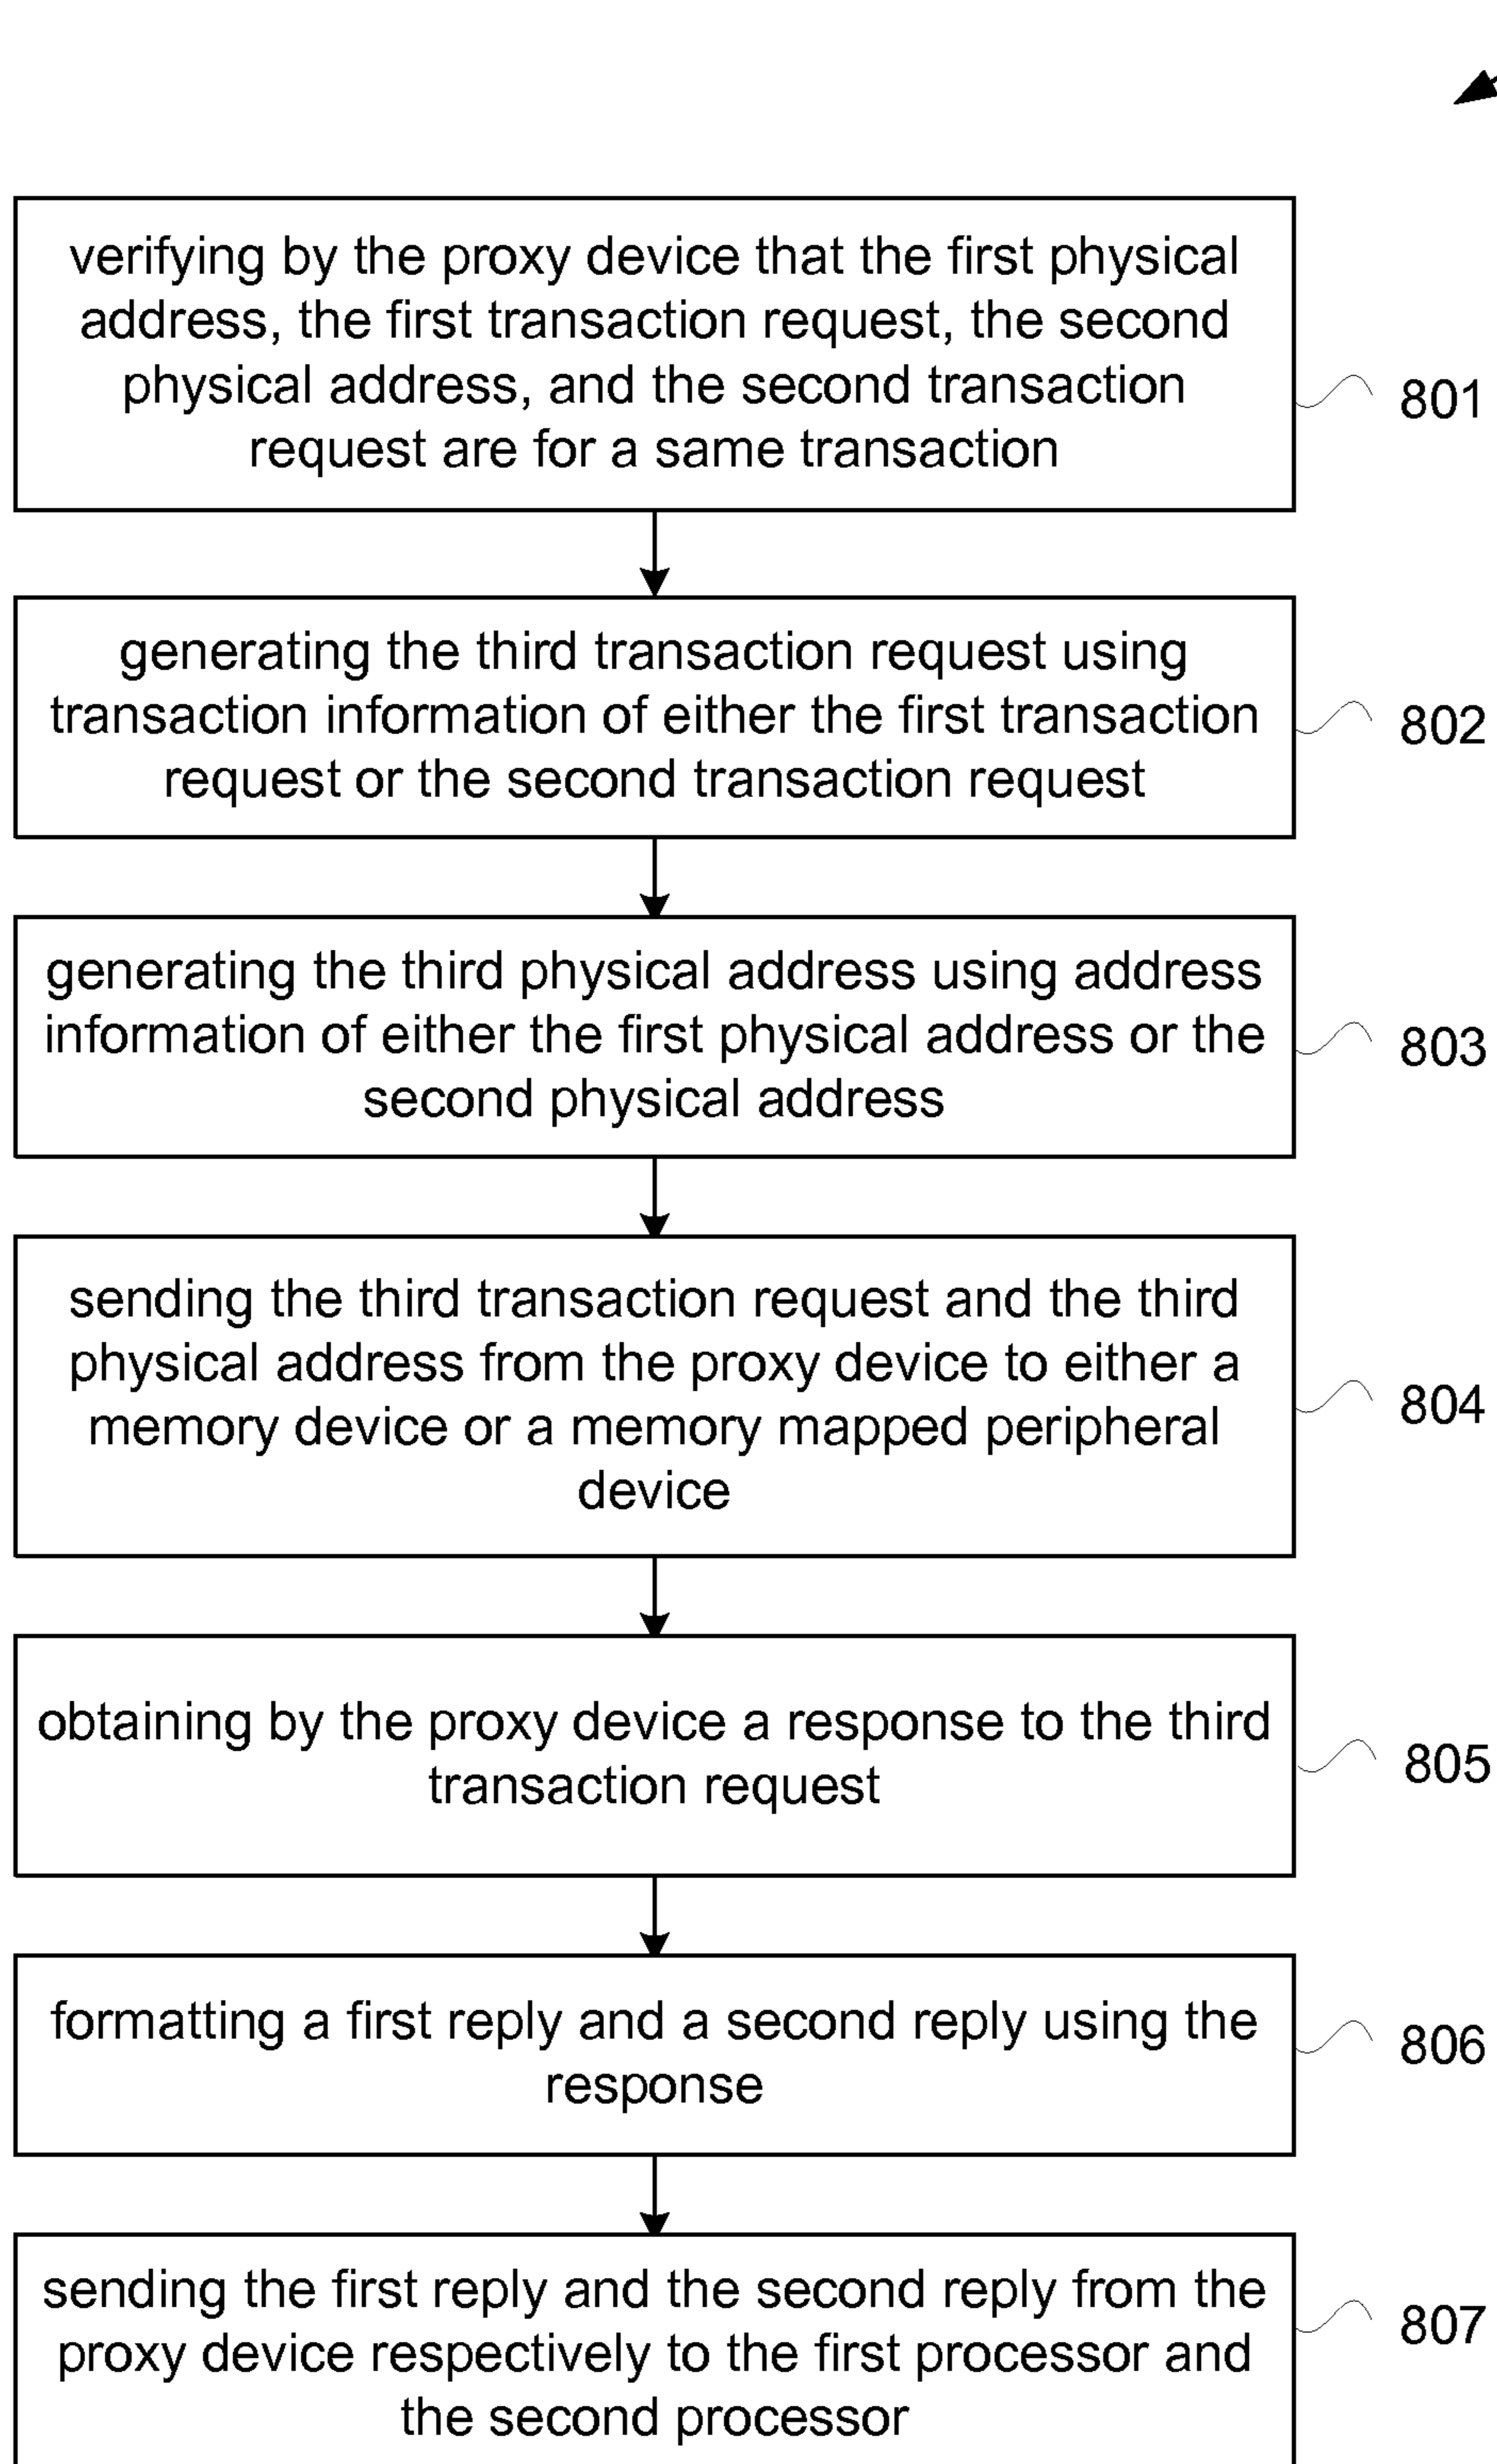 verifying by the proxy device that the first physical
address, the first transaction request, the second
physical address, and the second transaction
request are for a same transaction
801
generating the third transaction request using
transaction information of either the first transaction
request or the second transaction request
802
generating the third physical address using address
information of either the first physical address or the
second physical address
803
sending the third transaction request and the third
physical address from the proxy device to either a
memory device or a memory mapped peripheral
device
804
obtaining by the proxy device a response to the third
transaction request
805
formatting a first reply and a second reply using the
response
806
sending the first reply and the second reply from the
proxy device respectively to the first processor and
the second processor
807